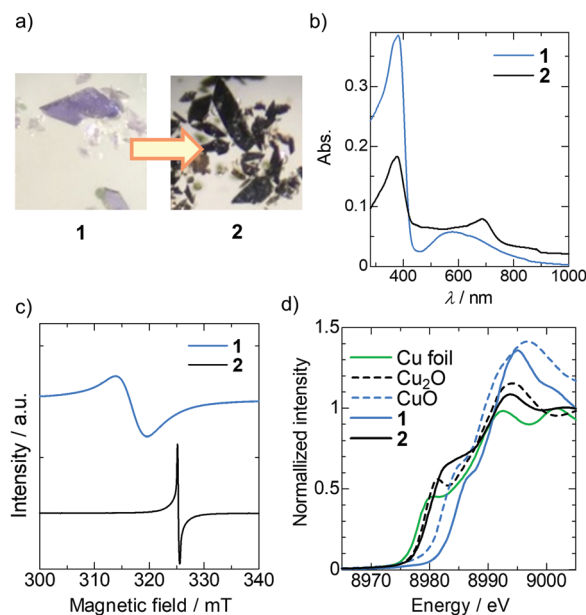 a)
1
2
b)
1
2
0.3
0.2
0.1
0
Abs.
400
600
800
1000
λ / nm
c)
1
2
Intensity / a.u.
300
310
320
330
340
Magnetic field / mT
d)
1.5
1
0.5
0
Cu foil
Cu2O
CuO
1
2
Normallized intensity
8970
8980
8990
9000
Energy / eV